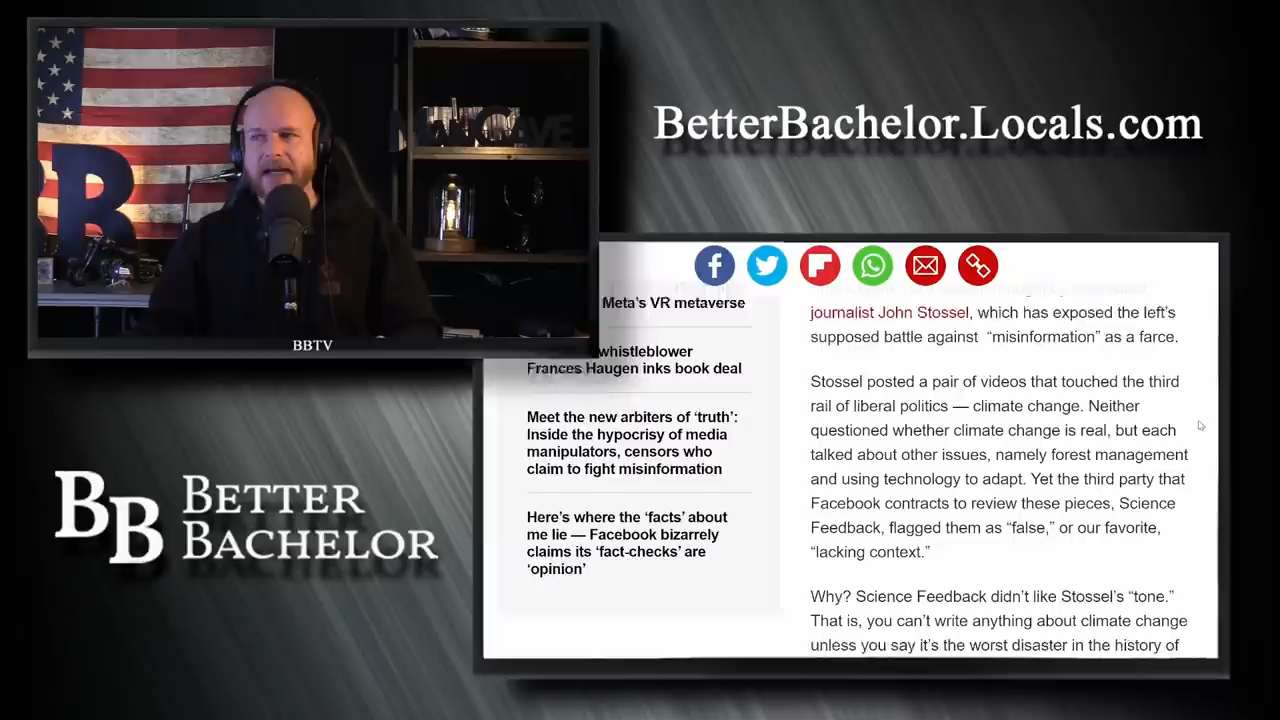 BetterBachelor.Locals.com
MANCAVE
BBTV
BB BETTER
BACHELOR
Meta's VR metaverse
whistleblower
Frances Haugen inks book deal
Meet the new arbiters of ‘truth’:
Inside the hypocrisy of media
manipulators, censors who
claim to fight misinformation
Here’s where the ‘facts’ about
me lie — Facebook bizarrely
claims its ‘fact-checks’ are
‘opinion’
journalist John Stossel, which has exposed the left’s
supposed battle against “misinformation” as a farce.
Stossel posted a pair of videos that touched the third
rail of liberal politics — climate change. Neither
questioned whether climate change is real, but each
talked about other issues, namely forest management
and using technology to adapt. Yet the third party that
Facebook contracts to review these pieces, Science
Feedback, flagged them as “false,” or our favorite,
“lacking context.”
Why? Science Feedback didn’t like Stossel’s “tone.”
That is, you can’t write anything about climate change
unless you say it’s the worst disaster in the history of